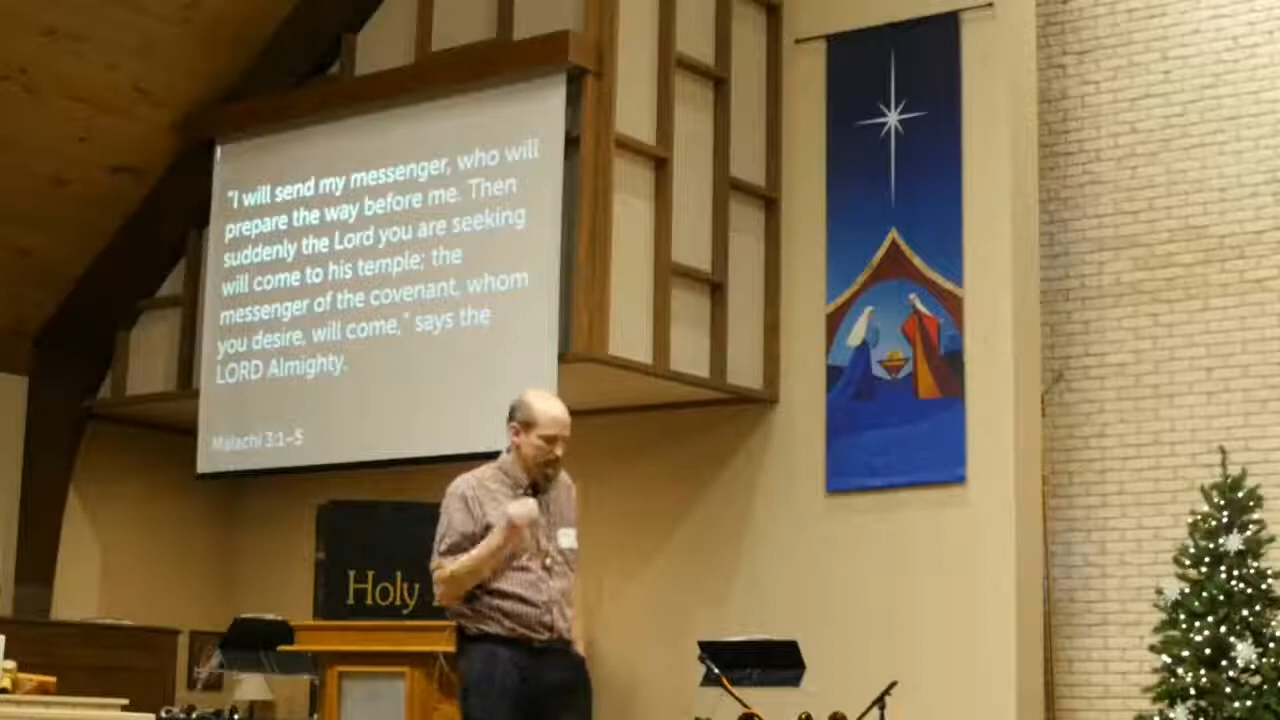 "I will send my messenger, who will
prepare the way before me. Then
suddenly the Lord you are seeking
will come to his temple; the
messenger of the covenant, whom
you desire, will come," says the
LORD Almighty.
Malachi 3:1-5
Holy